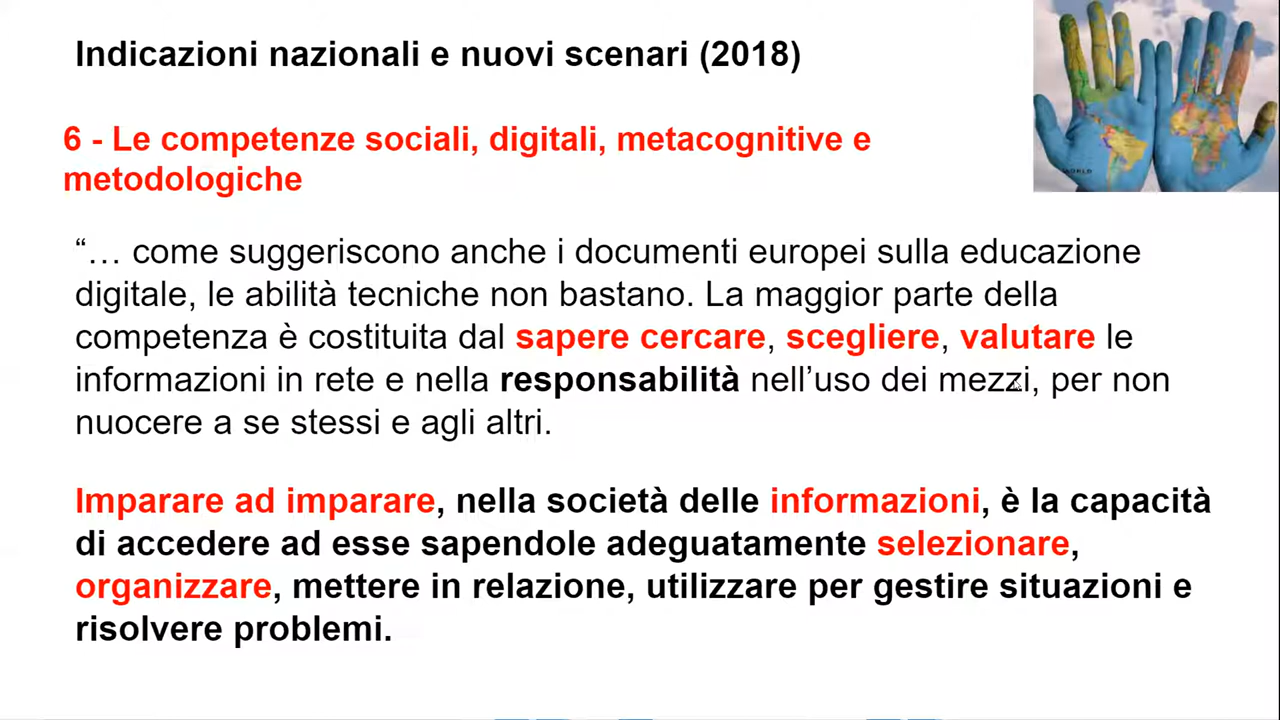 Indicazioni nazionali e nuovi scenari (2018)
6 - Le competenze sociali, digitali, metacognitive e
metodologiche
“… come suggeriscono anche i documenti europei sulla educazione
digitale, le abilità tecniche non bastano. La maggior parte della
competenza è costituita dal sapere cercare, scegliere, valutare le
informazioni in rete e nella responsabilità nell’uso dei mezzi, per non
nuocere a se stessi e agli altri.
Imparare ad imparare, nella società delle informazioni, è la capacità
di accedere ad esse sapendole adeguatamente selezionare,
organizzare, mettere in relazione, utilizzare per gestire situazioni e
risolvere problemi.